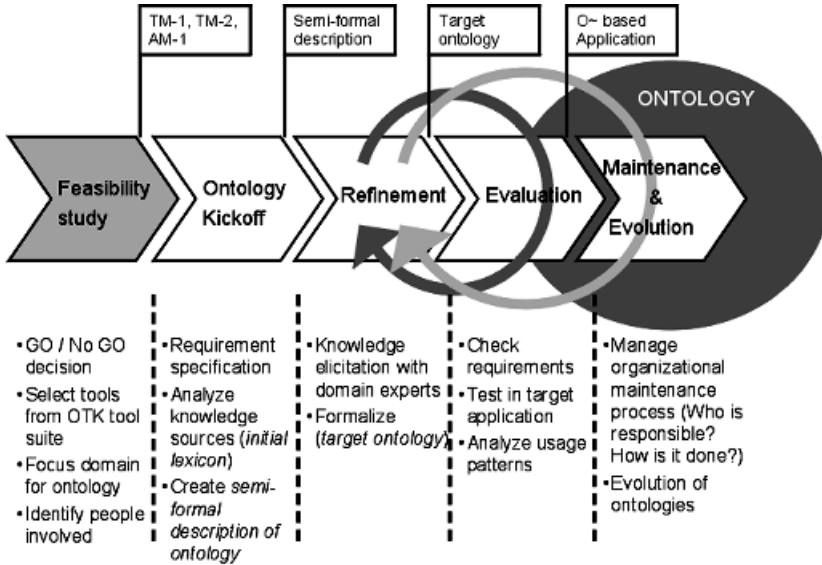 TM-1, TM-2,
AM-1
Semi-formal
description
Target
ontology
O~ based
Application
ONTOLOGY
Feasibility
study
Ontology
Kickoff
Refinement
Evaluation
Maintenance
&
Evolution
•GO / No GO
decision
•Select tools
from OTK tool
suite
•Focus domain
for ontology
•Identify people
involved
•Requirement
specification
•Analyze
knowledge
sources (initial
lexicon)
•Create semi-
formal
description of
ontology
•Knowledge
elicitation with
domain experts
•Formalize
(target ontology)
•Check
requirements
•Test in target
application
•Analyze usage
patterns
•Manage
organizational
maintenance
process (Who is
responsible?
How is it done?)
•Evolution of
ontologies